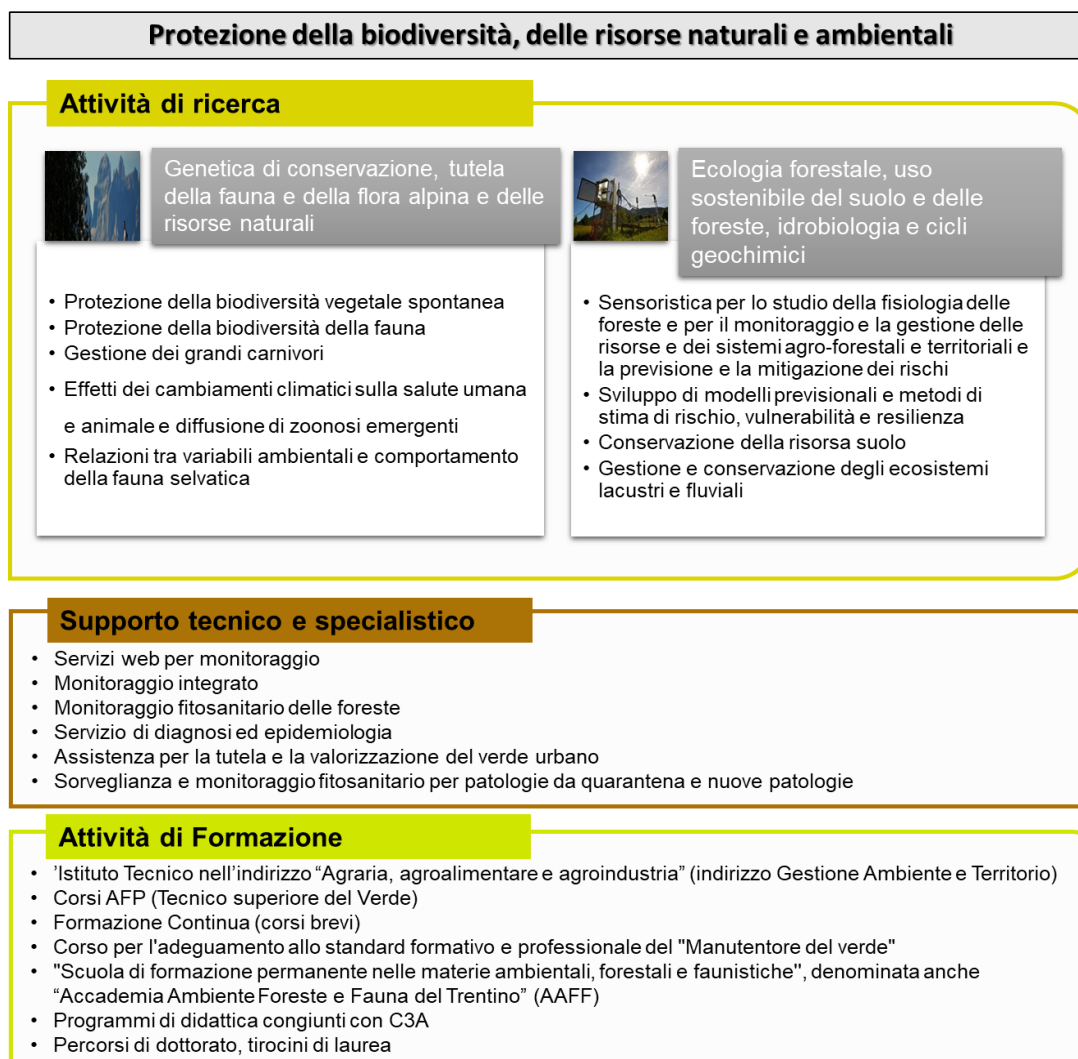 Protezione della biodiversità, delle risorse naturali e ambientali
Attività di ricerca
Genetica di conservazione, tutela
della fauna e della flora alpina e delle
risorse naturali
• Protezione della biodiversità vegetale spontanea
• Protezione della biodiversità della fauna
• Gestione dei grandi carnivori
• Effetti dei cambiamenti climatici sulla salute umana
e animale e diffusione di zoonosi emergenti
• Relazioni tra variabili ambientali e comportamento
della fauna selvatica
Ecologia forestale, uso
sostenibile del suolo e delle
foreste, idrobiologia e cicli
geochimici
• Sensoristica per lo studio della fisiologia delle
foreste e per il monitoraggio e la gestione delle
risorse e dei sistemi agro-forestali e territoriali e
la previsione e la mitigazione dei rischi
• Sviluppo di modelli previsionali e metodi di
stima di rischio, vulnerabilità e resilienza
• Conservazione della risorsa suolo
• Gestione e conservazione degli ecosistemi
lacustri e fluviali
Supporto tecnico e specialistico
• Servizi web per monitoraggio
• Monitoraggio integrato
• Monitoraggio fitosanitario delle foreste
• Servizio di diagnosi ed epidemiologia
• Assistenza per la tutela e la valorizzazione del verde urbano
• Sorveglianza e monitoraggio fitosanitario per patologie da quarantena e nuove patologie
Attività di Formazione
• 'Istituto Tecnico nell'indirizzo “Agraria, agroalimentare e agroindustria” (indirizzo Gestione Ambiente e Territorio)
• Corsi AFP (Tecnico superiore del Verde)
• Formazione Continua (corsi brevi)
• Corso per l'adeguamento allo standard formativo e professionale del "Manutentore del verde"
• "Scuola di formazione permanente nelle materie ambientali, forestali e faunistiche", denominata anche
“Accademia Ambiente Foreste e Fauna del Trentino” (AAFF)
• Programmi di didattica congiunti con C3A
• Percorsi di dottorato, tirocini di laurea